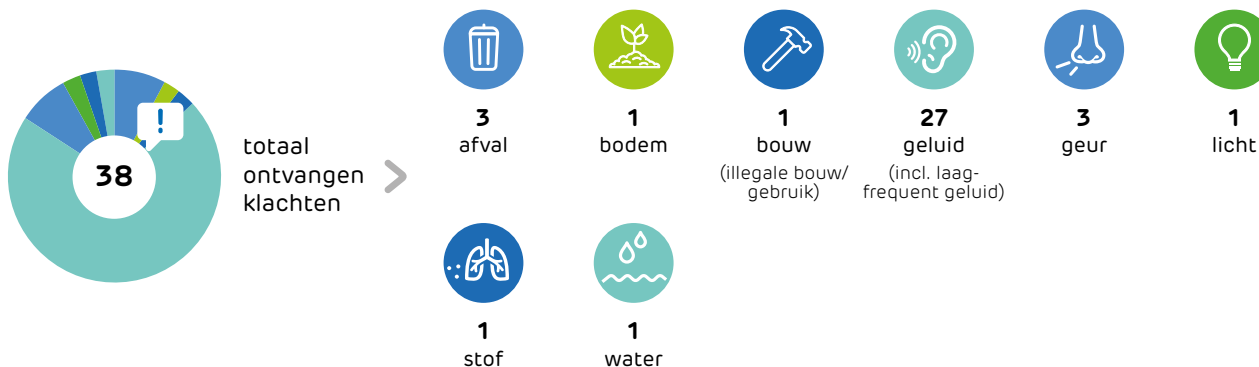 38
totaal
ontvangen
klachten
!
3
afval
1
bodem
1
bouw
(illegale bouw/
gebruik)
27
geluid
(incl. laag-
frequent geluid)
3
geur
1
licht
1
stof
1
water